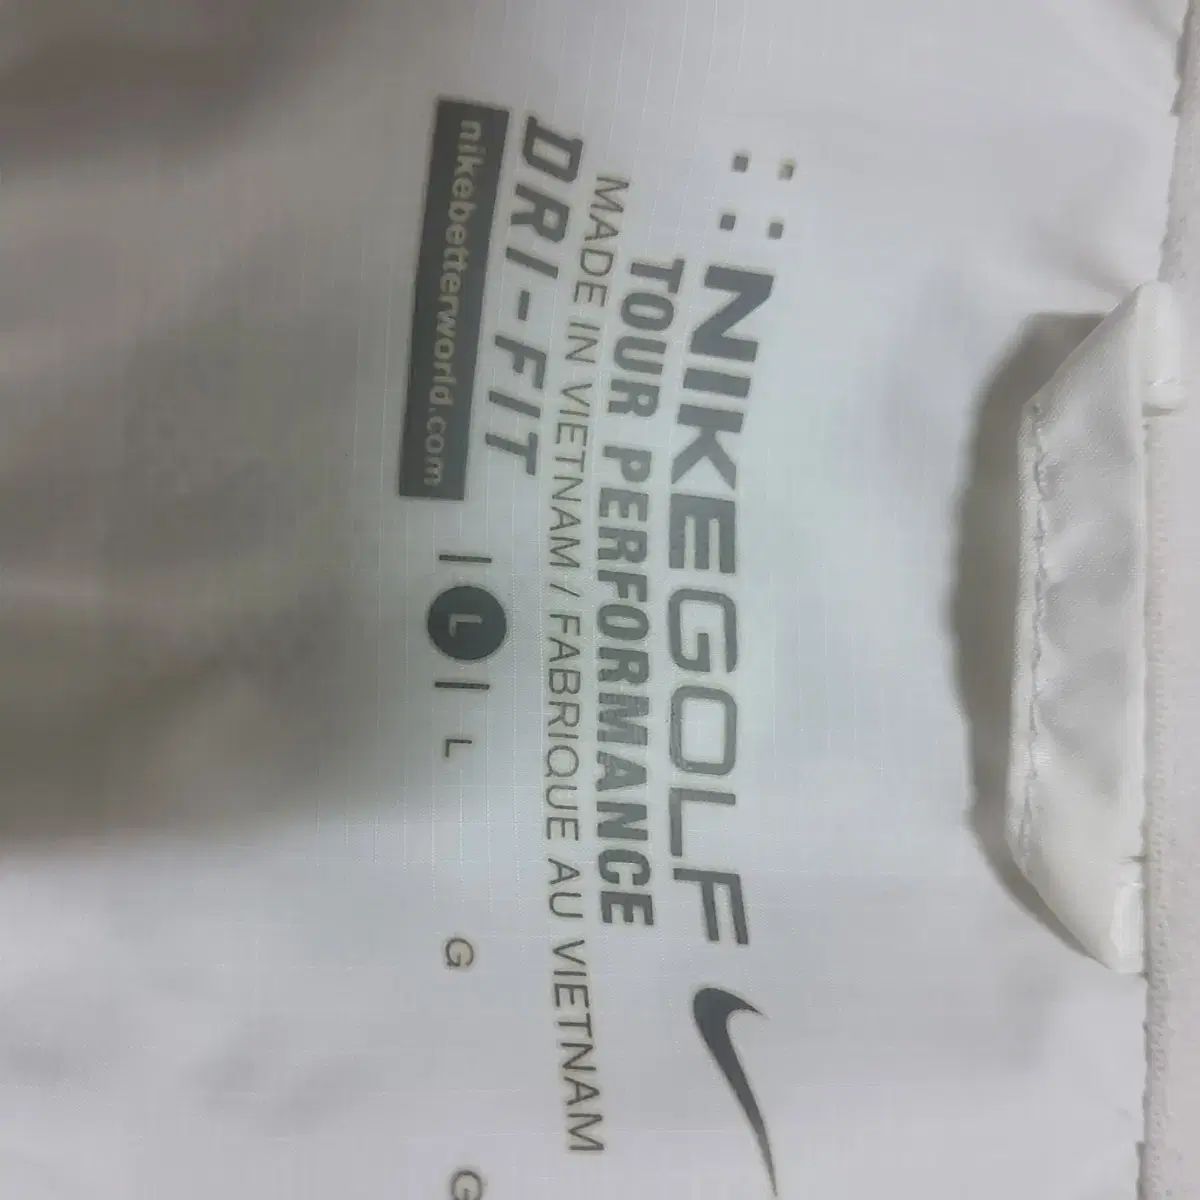 NIKEGOLF
TOUR PERFORMANCE
MADE IN VIETNAM / FABRIQUE AU VIETNAM
DRI-FIT
nikebetterworld.com
L L G G